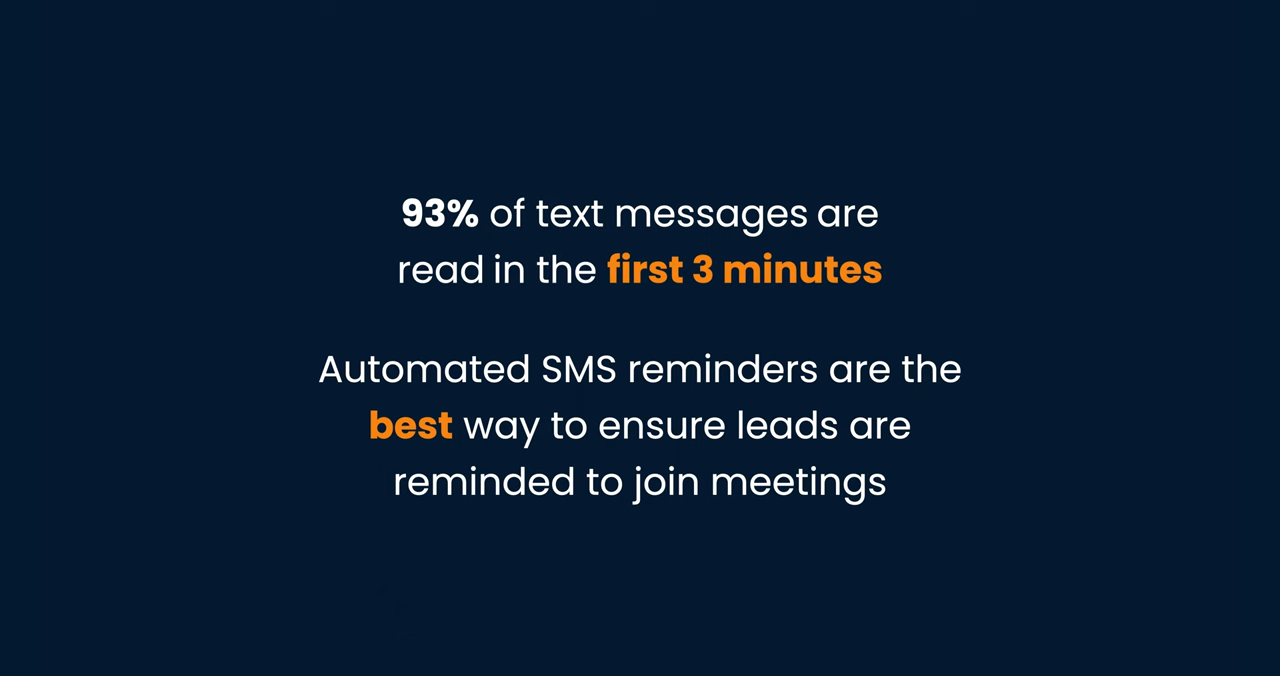 93% of text messages are
read in the first 3 minutes
Automated SMS reminders are the
best way to ensure leads are
reminded to join meetings